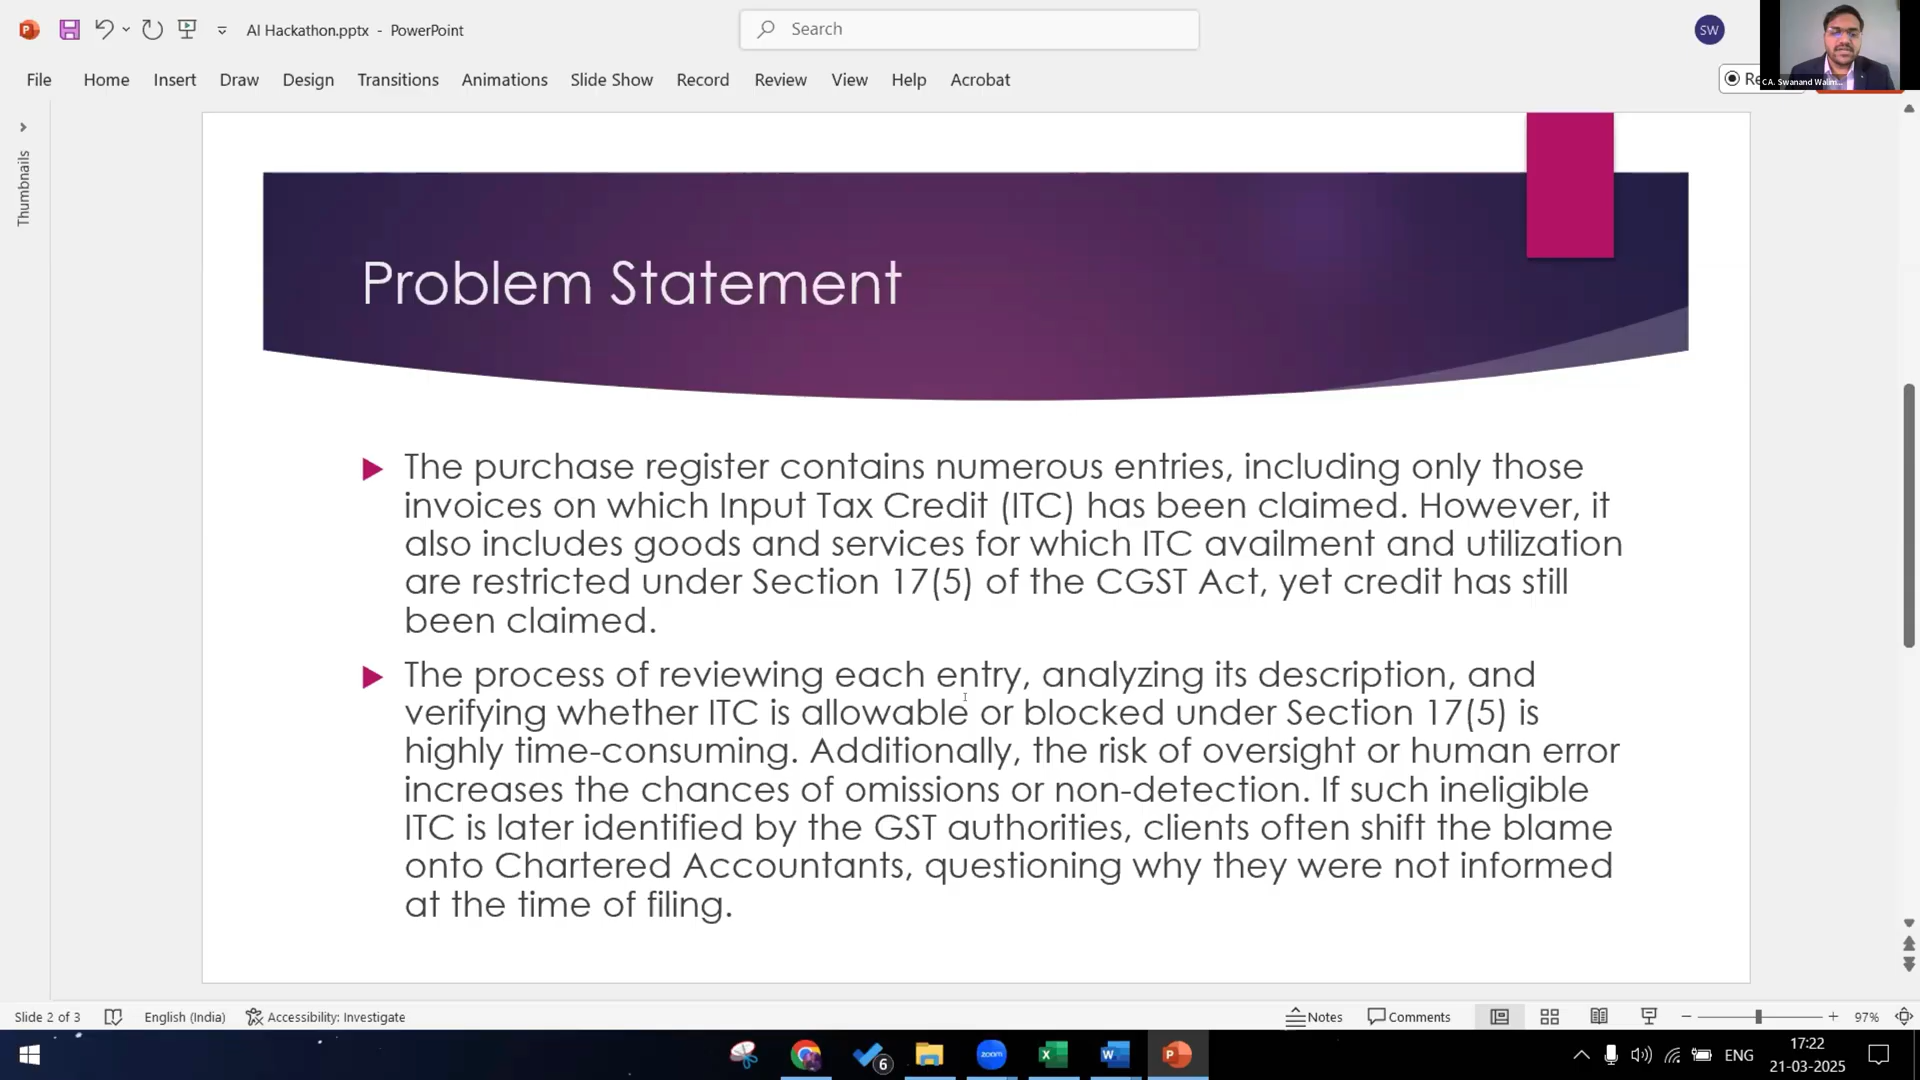 AI Hackathon.pptx - PowerPoint
Search
SW
File Home Insert Draw Design Transitions Animations Slide Show Record Review View Help Acrobat
CA. Swanand Walim...
Thumbnails
Problem Statement
The purchase register contains numerous entries, including only those
invoices on which Input Tax Credit (ITC) has been claimed. However, it
also includes goods and services for which ITC availment and utilization
are restricted under Section 17(5) of the CGST Act, yet credit has still
been claimed.
The process of reviewing each entry, analyzing its description, and
verifying whether ITC is allowable or blocked under Section 17(5) is
highly time-consuming. Additionally, the risk of oversight or human error
increases the chances of omissions or non-detection. If such ineligible
ITC is later identified by the GST authorities, clients often shift the blame
onto Chartered Accountants, questioning why they were not informed
at the time of filing.
Slide 2 of 3 English (India) Accessibility: Investigate Notes Comments 97%
6 zoom ENG 17:22
21-03-2025